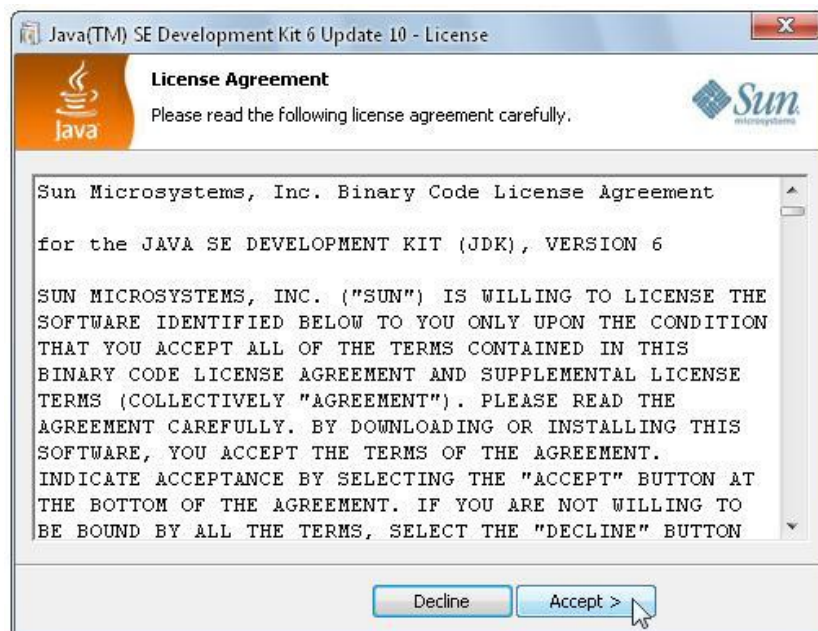 Java(TM) SE Development Kit 6 Update 10 - License
License Agreement
Please read the following license agreement carefully.
Java
Sun
microsystems
Sun Microsystems, Inc. Binary Code License Agreement
for the JAVA SE DEVELOPMENT KIT (JDK), VERSION 6
SUN MICROSYSTEMS, INC. ("SUN") IS WILLING TO LICENSE THE
SOFTWARE IDENTIFIED BELOW TO YOU ONLY UPON THE CONDITION
THAT YOU ACCEPT ALL OF THE TERMS CONTAINED IN THIS
BINARY CODE LICENSE AGREEMENT AND SUPPLEMENTAL LICENSE
TERMS (COLLECTIVELY "AGREEMENT"). PLEASE READ THE
AGREEMENT CAREFULLY. BY DOWNLOADING OR INSTALLING THIS
SOFTWARE, YOU ACCEPT THE TERMS OF THE AGREEMENT.
INDICATE ACCEPTANCE BY SELECTING THE "ACCEPT" BUTTON AT
THE BOTTOM OF THE AGREEMENT. IF YOU ARE NOT WILLING TO
BE BOUND BY ALL THE TERMS, SELECT THE "DECLINE" BUTTON
Decline
Accept >